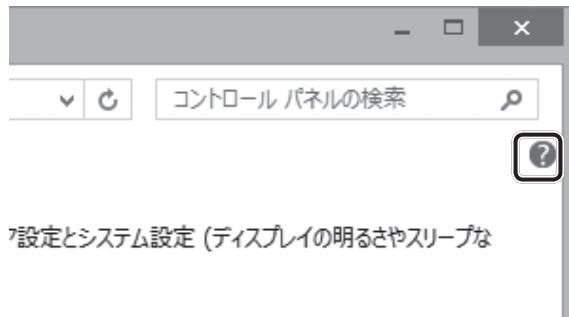 コントロール パネルの検索
?
ア設定とシステム設定 (ディスプレイの明るさやスリープな